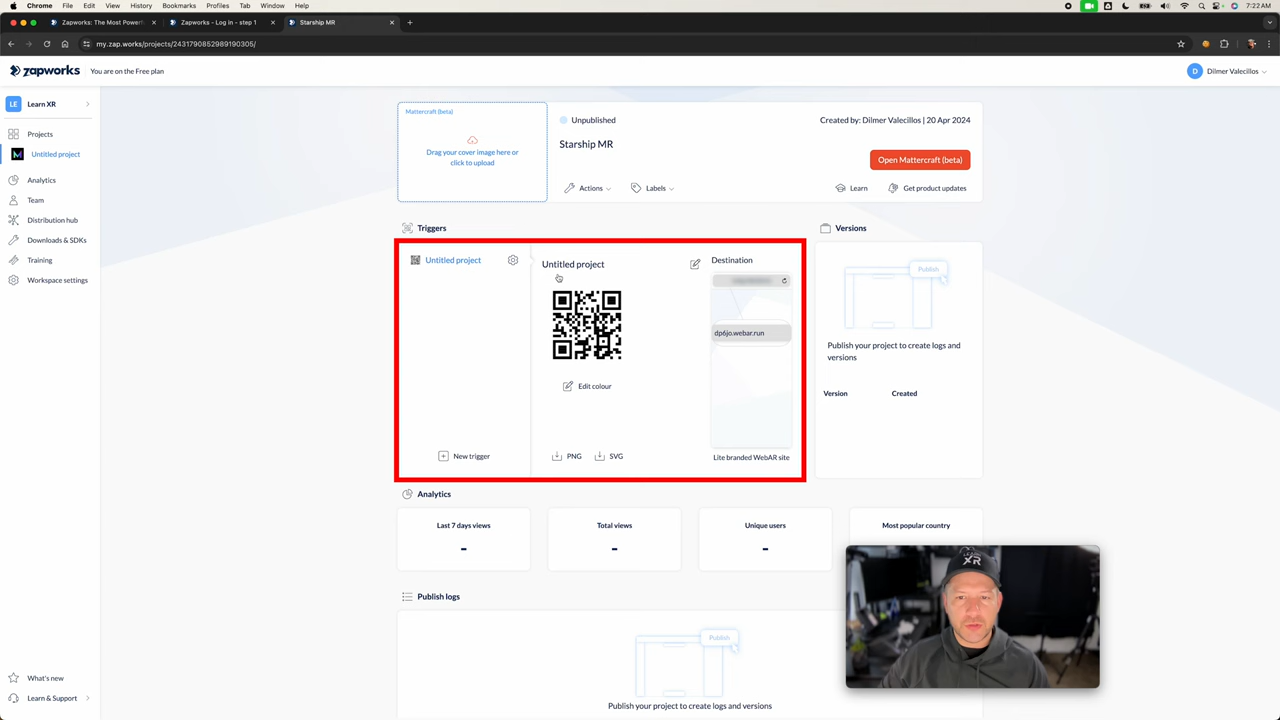 Chrome File Edit View History Bookmarks Profiles Tab Window Help 7:22 AM
Zapworks: The Most Powerf
Zapworks - Log in - step 1
Starship MR
my.zap.works/projects/2431790852989190305/
zapworks
You are on the Free plan
D Dilmer Valecillos
LE Learn XR
Projects
Untitled project
Analytics
Team
Distribution hub
Downloads & SDKs
Training
Workspace settings
What's new
Learn & Support
Mattercraft (beta)
Drag your cover image here or
click to upload
Unpublished
Created by: Dilmer Valecillos | 20 Apr 2024
Starship MR
Open Mattercraft (beta)
Actions
Labels
Learn
Get product updates
Triggers
Untitled project
New trigger
Untitled project
Edit colour
PNG
SVG
Destination
dp6jo.webar.run
Lite branded WebAR site
Versions
Publish
Publish your project to create logs and
versions
Version Created
Analytics
Last 7 days views
-
Total views
-
Unique users
-
Most popular country
Publish logs
Publish
Publish your project to create logs and versions
XR